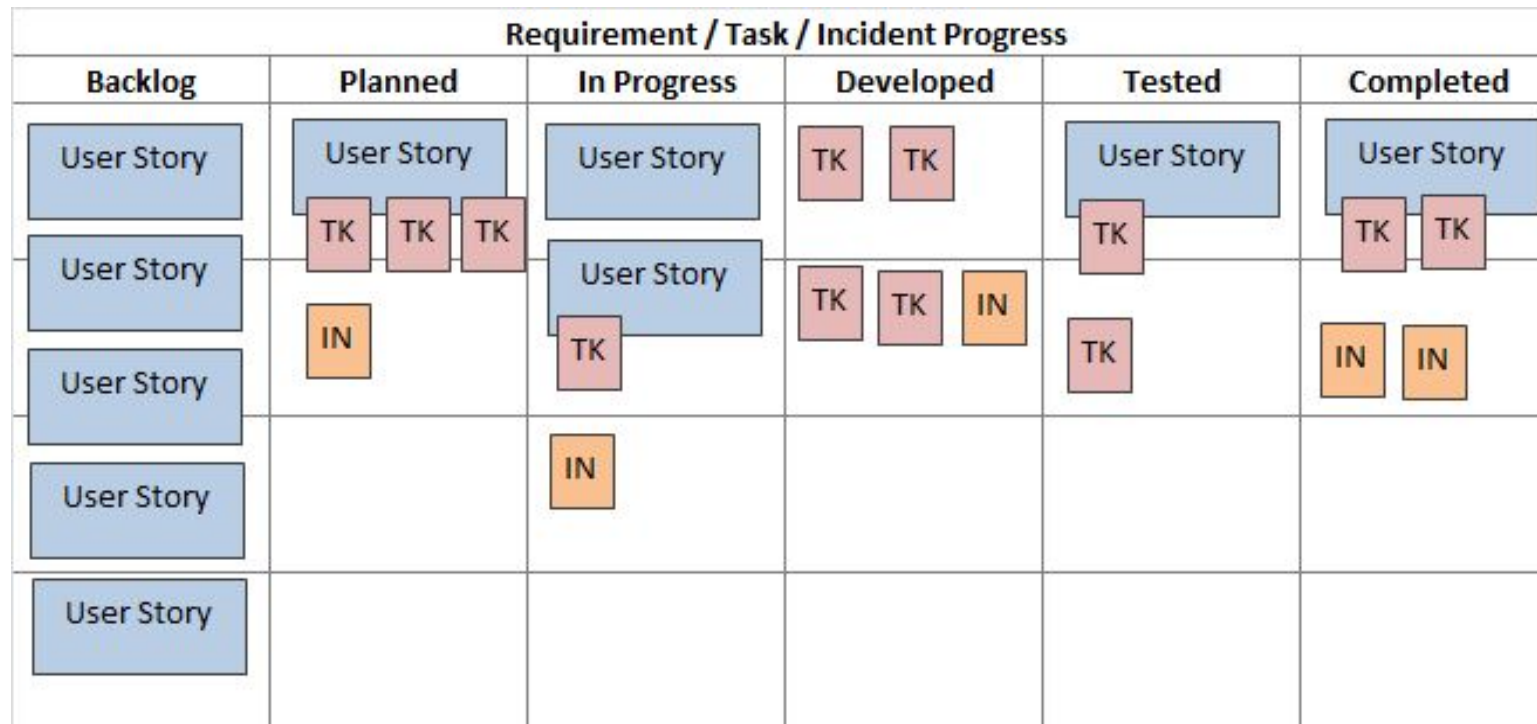 Requirement / Task / Incident Progress
Backlog Planned In Progress Developed Tested Completed
User Story User Story User Story TK TK User Story User Story
TK TK TK TK TK TK
User Story User Story TK TK IN
IN TK TK IN IN
User Story
IN
User Story
User Story